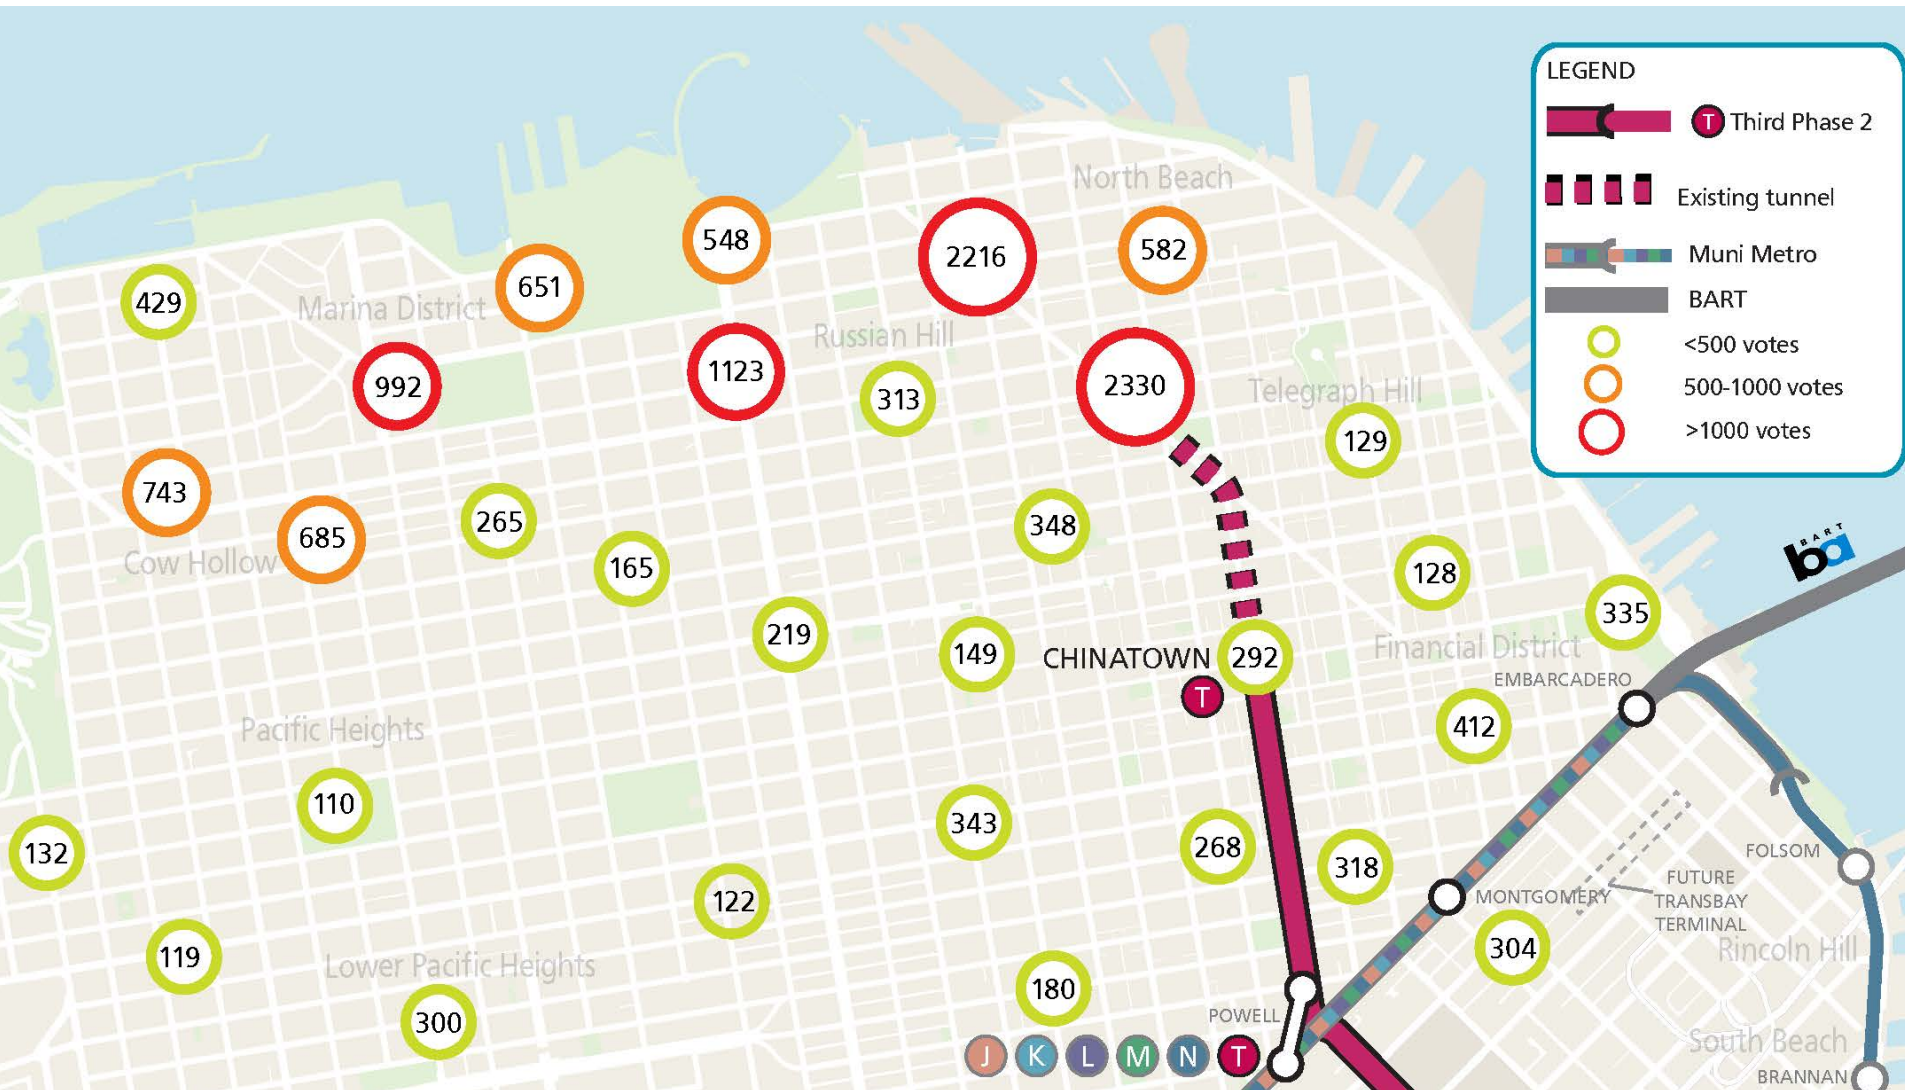 LEGEND
T Third Phase 2
Existing tunnel
Muni Metro
BART
<500 votes
500-1000 votes
>1000 votes
North Beach
548
2216
582
651
429
Marina District
Russian Hill
1123
992
313
2330
Telegraph Hill
129
743
685
265
348
Cow Hollow
165
128
BART
ba
335
219
149
CHINATOWN
292
Financial District
EMBARCADERO
T
412
Pacific Heights
110
343
268
318
132
FOLSOM
MONTGOMERY
FUTURE
TRANSBAY
TERMINAL
122
304
Rincoln Hill
119
Lower Pacific Heights
180
300
POWELL
J K L M N T
South Beach
BRANNAN